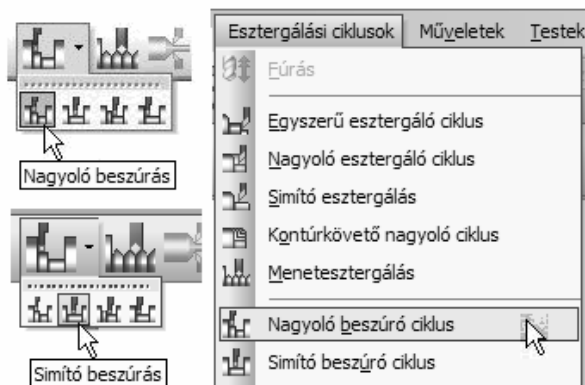 Nagyoló beszúrás
Simító beszúrás
Esztergálási ciklusok Műveletek Testek
Fúrás
Egyszerű esztergáló ciklus
Nagyoló esztergáló ciklus
Simító esztergálás
Kontúrkövető nagyoló ciklus
Menetesztergálás
Nagyoló beszúró ciklus
Simító beszúró ciklus